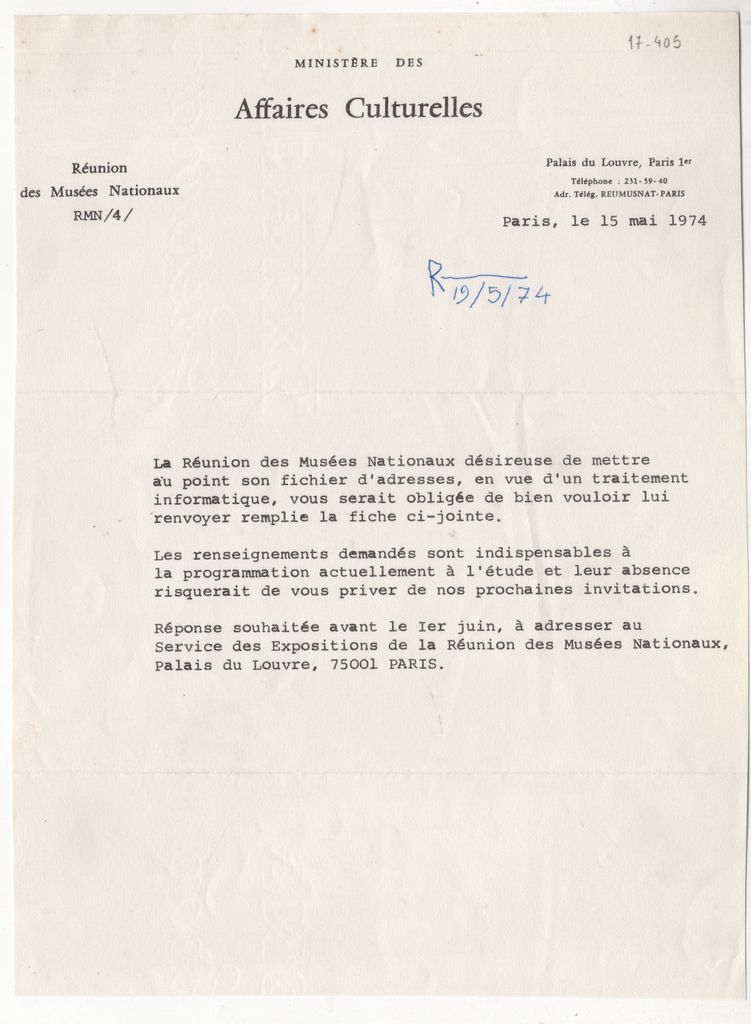 17-405
MINISTÈRE DES
Affaires Culturelles
Réunion
des Musées Nationaux
RMN/4/
Palais du Louvre, Paris 1er
Téléphone : 231-59-40
Adr. Télég. REUMUSNAT-PARIS
Paris, le 15 mai 1974
R 19/5/74
La Réunion des Musées Nationaux désireuse de mettre
au point son fichier d'adresses, en vue d'un traitement
informatique, vous serait obligée de bien vouloir lui
renvoyer remplie la fiche ci-jointe.
Les renseignements demandés sont indispensables à
la programmation actuellement à l'étude et leur absence
risquerait de vous priver de nos prochaines invitations.
Réponse souhaitée avant le Ier juin, à adresser au
Service des Expositions de la Réunion des Musées Nationaux,
Palais du Louvre, 75001 PARIS.